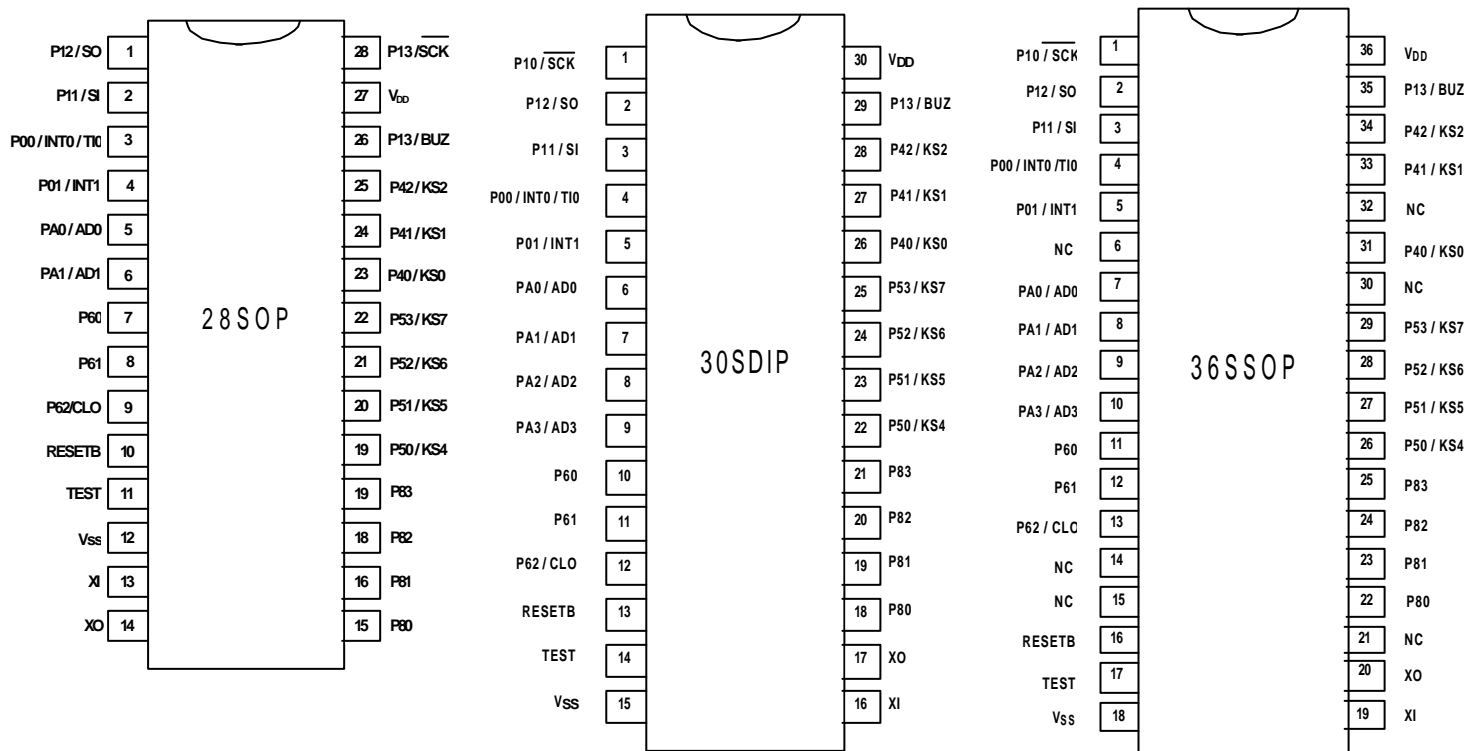 P12/SO 1 28 P13/SCK
P11/SI 2 27 VDD
P00/INT0/TI0 3 26 P13/BUZ
P01/INT1 4 25 P42/KS2
PA0/AD0 5 24 P41/KS1
PA1/AD1 6 23 P40/KS0
P60 7 22 P53/KS7
P61 8 21 P52/KS6
P62/CLO 9 20 P51/KS5
RESETB 10 19 P50/KS4
TEST 11 19 P83
Vss 12 18 P82
XI 13 16 P81
XO 14 15 P80
28SOP
P10/SCK 1 30 VDD
P12/SO 2 29 P13/BUZ
P11/SI 3 28 P42/KS2
P00/INT0/TI0 4 27 P41/KS1
P01/INT1 5 26 P40/KS0
PA0/AD0 6 25 P53/KS7
PA1/AD1 7 24 P52/KS6
PA2/AD2 8 23 P51/KS5
PA3/AD3 9 22 P50/KS4
P60 10 21 P83
P61 11 20 P82
P62/CLO 12 19 P81
RESETB 13 18 P80
TEST 14 17 XO
VSS 15 16 XI
30SDIP
P10/SCK 1 36 VDD
P12/SO 2 35 P13/BUZ
P11/SI 3 34 P42/KS2
P00/INT0/TI0 4 33 P41/KS1
P01/INT1 5 32 NC
NC 6 31 P40/KS0
PA0/AD0 7 30 NC
PA1/AD1 8 29 P53/KS7
PA2/AD2 9 28 P52/KS6
PA3/AD3 10 27 P51/KS5
P60 11 26 P50/KS4
P61 12 25 P83
P62/CLO 13 24 P82
NC 14 23 P81
NC 15 22 P80
RESETB 16 21 NC
TEST 17 20 XO
Vss 18 19 XI
36SSOP